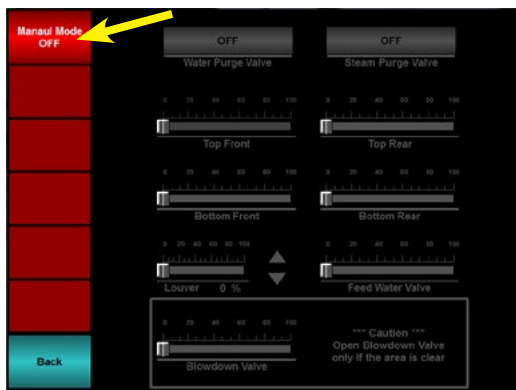 Manaul Mode
OFF
OFF
OFF
Water Purge Valve
Steam Purge Valve
0 20 40 60 80 100
0 20 40 60 80 100
Top Front
Top Rear
0 20 40 60 80 100
0 20 40 60 80 100
Bottom Front
Bottom Rear
0 20 40 60 80 100
0 20 40 60 80 100
Louver 0 %
Feed Water Valve
0 20 40 60 80 100
*** Caution ***
Open Blowdown Valve
only if the area is clear
Blowdown Valve
Back